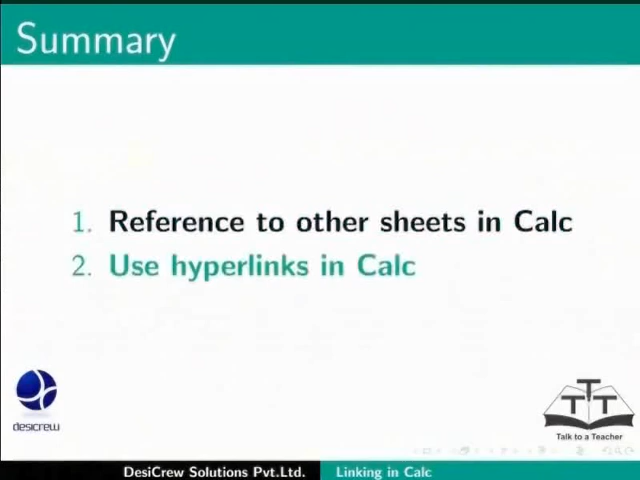 Summary
1. Reference to other sheets in Calc
2. Use hyperlinks in Calc
desicrew
TTT
Talk to a Teacher
DesiCrew Solutions Pvt.Ltd. Linking in Calc